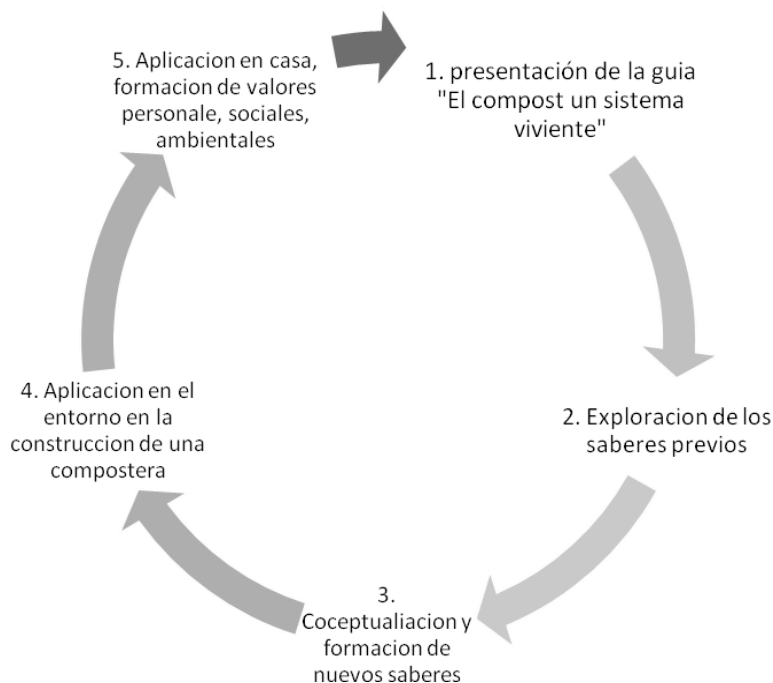 1. presentación de la guia
"El compost un sistema
viviente"
2. Exploracion de los
saberes previos
3.
Coceptualiacion y
formacion de
nuevos saberes
4. Aplicacion en el
entorno en la
construccion de una
compostera
5. Aplicacion en casa,
formacion de valores
personale, sociales,
ambientales